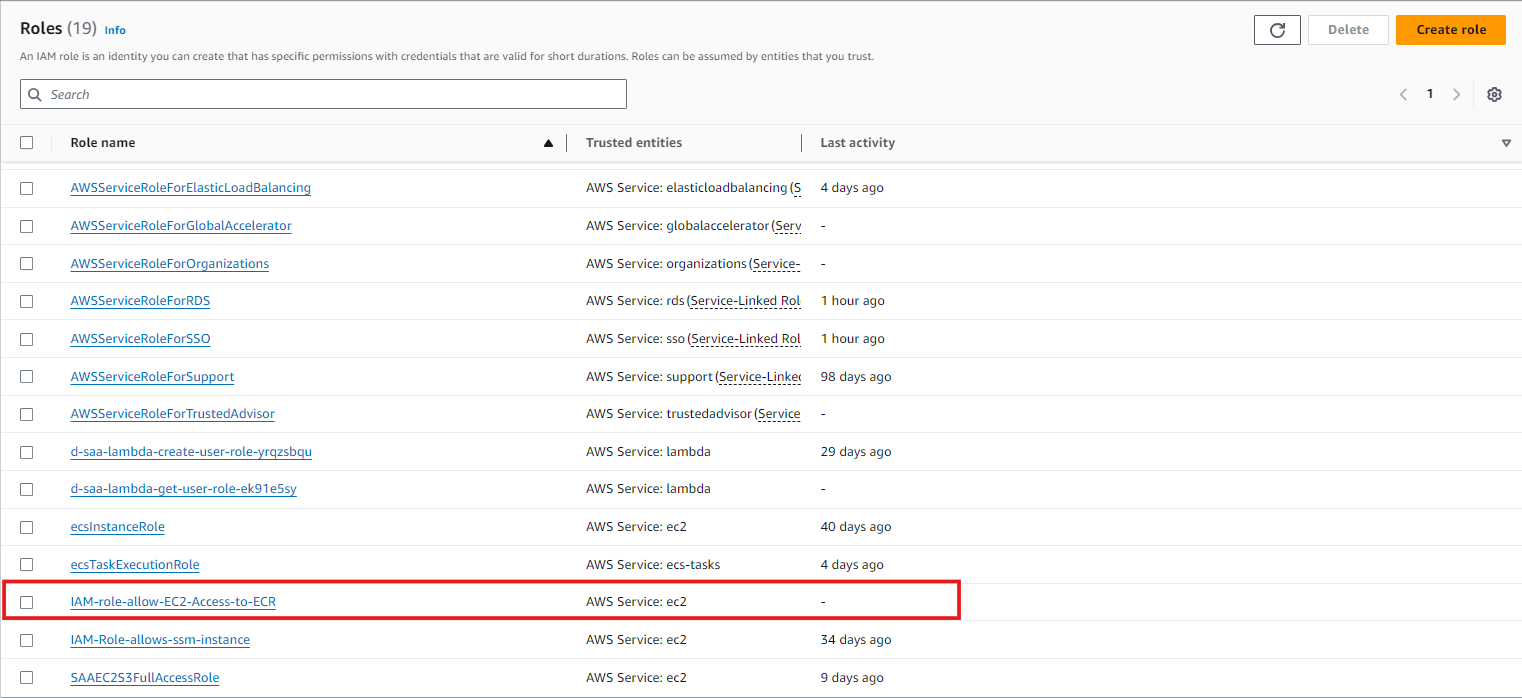 Roles (19) Info
Delete
Create role
An IAM role is an identity you can create that has specific permissions with credentials that are valid for short durations. Roles can be assumed by entities that you trust.
Search
1
Role name Trusted entities Last activity
AWSServiceRoleForElasticLoadBalancing AWS Service: elasticloadbalancing (S 4 days ago
AWSServiceRoleForGlobalAccelerator AWS Service: globalaccelerator (Serv -
AWSServiceRoleForOrganizations AWS Service: organizations (Service- -
AWSServiceRoleForRDS AWS Service: rds (Service-Linked Rol 1 hour ago
AWSServiceRoleForSSO AWS Service: sso (Service-Linked Rol 1 hour ago
AWSServiceRoleForSupport AWS Service: support (Service-Linked 98 days ago
AWSServiceRoleForTrustedAdvisor AWS Service: trustedadvisor (Service -
d-saa-lambda-create-user-role-yrqzsbqu AWS Service: lambda 29 days ago
d-saa-lambda-get-user-role-ek91e5sy AWS Service: lambda -
ecsInstanceRole AWS Service: ec2 40 days ago
ecsTaskExecutionRole AWS Service: ecs-tasks 4 days ago
IAM-role-allow-EC2-Access-to-ECR AWS Service: ec2 -
IAM-Role-allows-ssm-instance AWS Service: ec2 34 days ago
SAAEC2S3FullAccessRole AWS Service: ec2 9 days ago